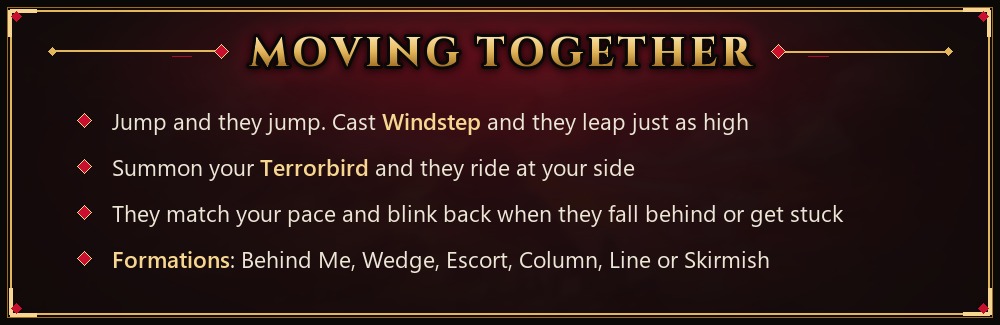 MOVING TOGETHER
Jump and they jump. Cast Windstep and they leap just as high
Summon your Terrorbird and they ride at your side
They match your pace and blink back when they fall behind or get stuck
Formations: Behind Me, Wedge, Escort, Column, Line or Skirmish